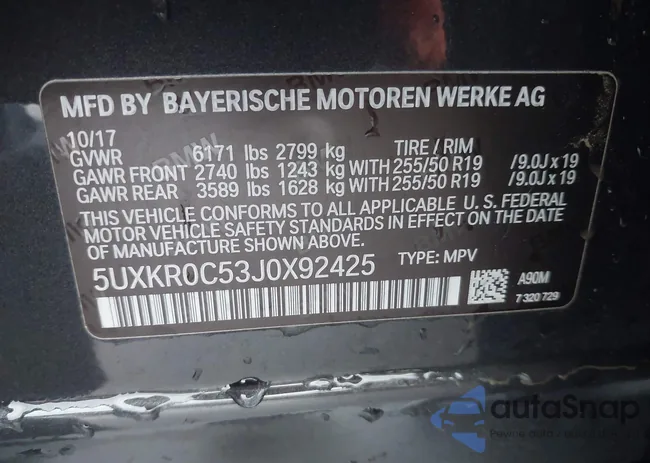 MFD BY BAYERISCHE MOTOREN WERKE AG
10/17
GVWR 6171 lbs 2799 kg TIRE / RIM
GAWR FRONT 2740 lbs 1243 kg WITH 255/50 R19 /9.0J x 19
GAWR REAR 3589 lbs 1628 kg WITH 255/50 R19 /9.0J x 19
THIS VEHICLE CONFORMS TO ALL APPLICABLE U. S. FEDERAL
MOTOR VEHICLE SAFETY STANDARDS IN EFFECT ON THE DATE
OF MANUFACTURE SHOWN ABOVE.
5UXKR0C53J0X92425 TYPE: MPV
A90M
7 320 729
autaSnap
Pewne auta